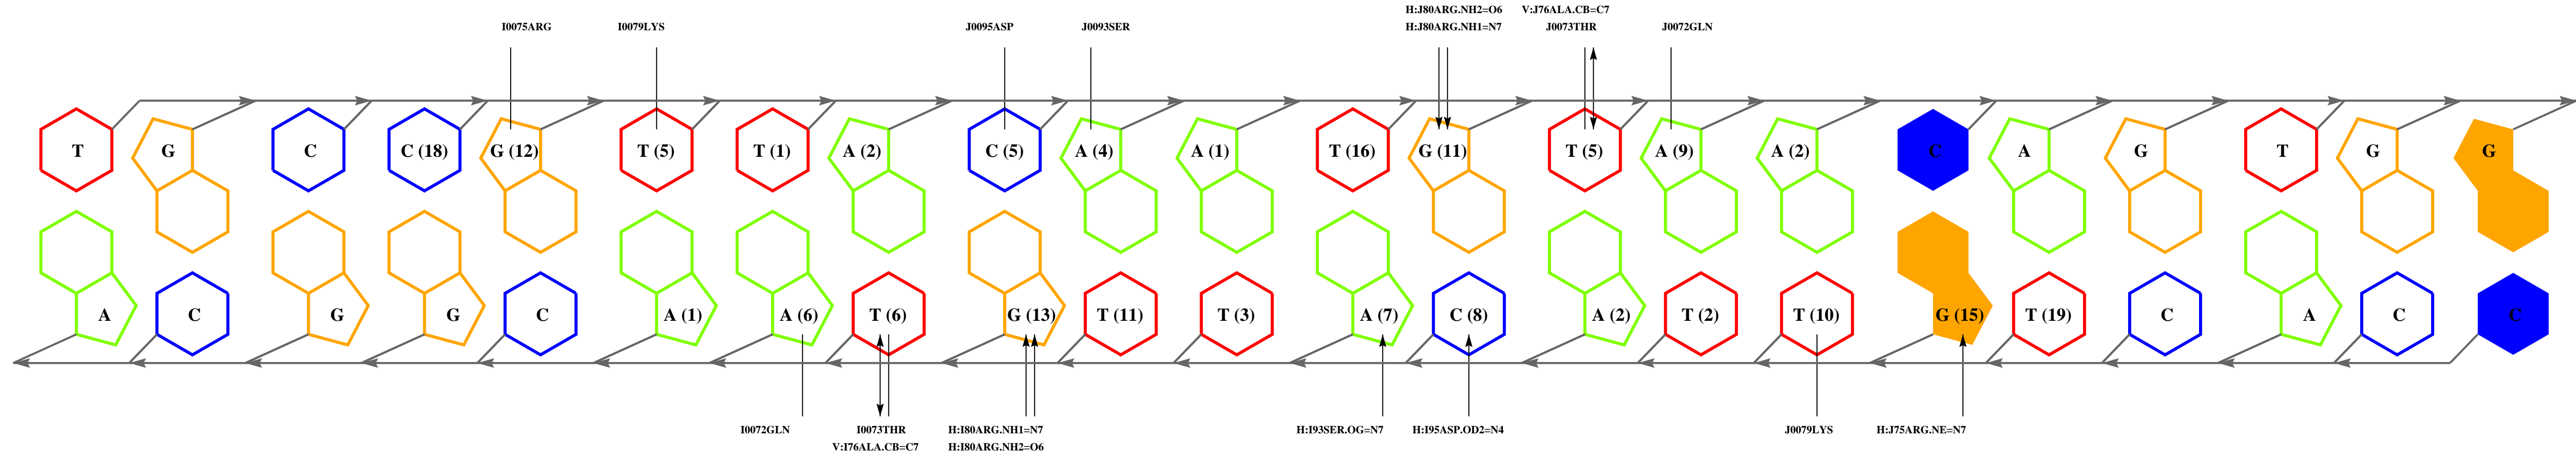 H:J80ARG.NH2=O6 V:J76ALA.CB=C7
I0075ARG I0079LYS J0095ASP J0093SER H:J80ARG.NH1=N7 J0073THR J0072GLN
T G C C (18) G (12) T (5) T (1) A (2) C (5) A (4) A (1) T (16) G (11) T (5) A (9) A (2) C A G T G G
A C G G C A (1) A (6) T (6) G (13) T (11) T (3) A (7) C (8) A (2) T (2) T (10) G (15) T (19) C A C C
I0072GLN I0073THR H:I80ARG.NH1=N7 H:I93SER.OG=N7 H:I95ASP.OD2=N4 J0079LYS H:J75ARG.NE=N7
V:I76ALA.CB=C7 H:I80ARG.NH2=O6